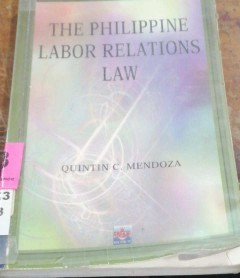 THE PHILIPPINE
LABOR RELATIONS
LAW
QUINTIN C. MENDOZA